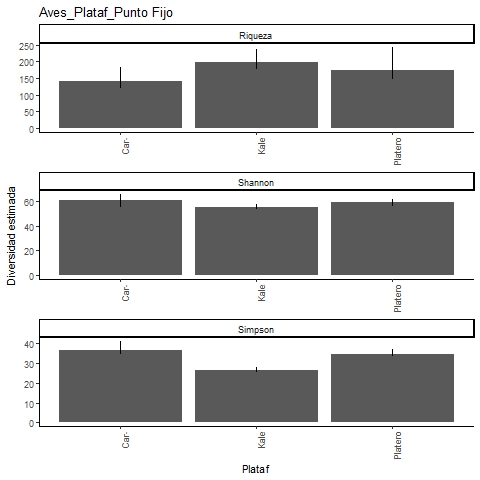 Aves_Plataf_Punto Fijo
Riqueza
250
200
150
100
50
0
Car-
Kale
Platero
Shannon
60
40
20
0
Car-
Kale
Platero
Simpson
40
30
20
10
0
Car-
Kale
Platero
Diversidad estimada
Plataf